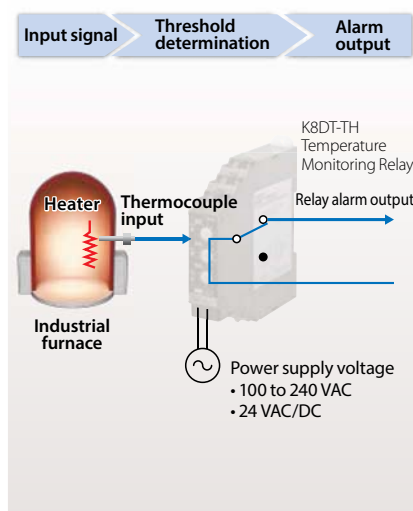 Input signal
Threshold
determination
Alarm
output
K8DT-TH
Temperature
Monitoring Relay
Heater
Thermocouple
input
Relay alarm output
Industrial
furnace
Power supply voltage
• 100 to 240 VAC
• 24 VAC/DC